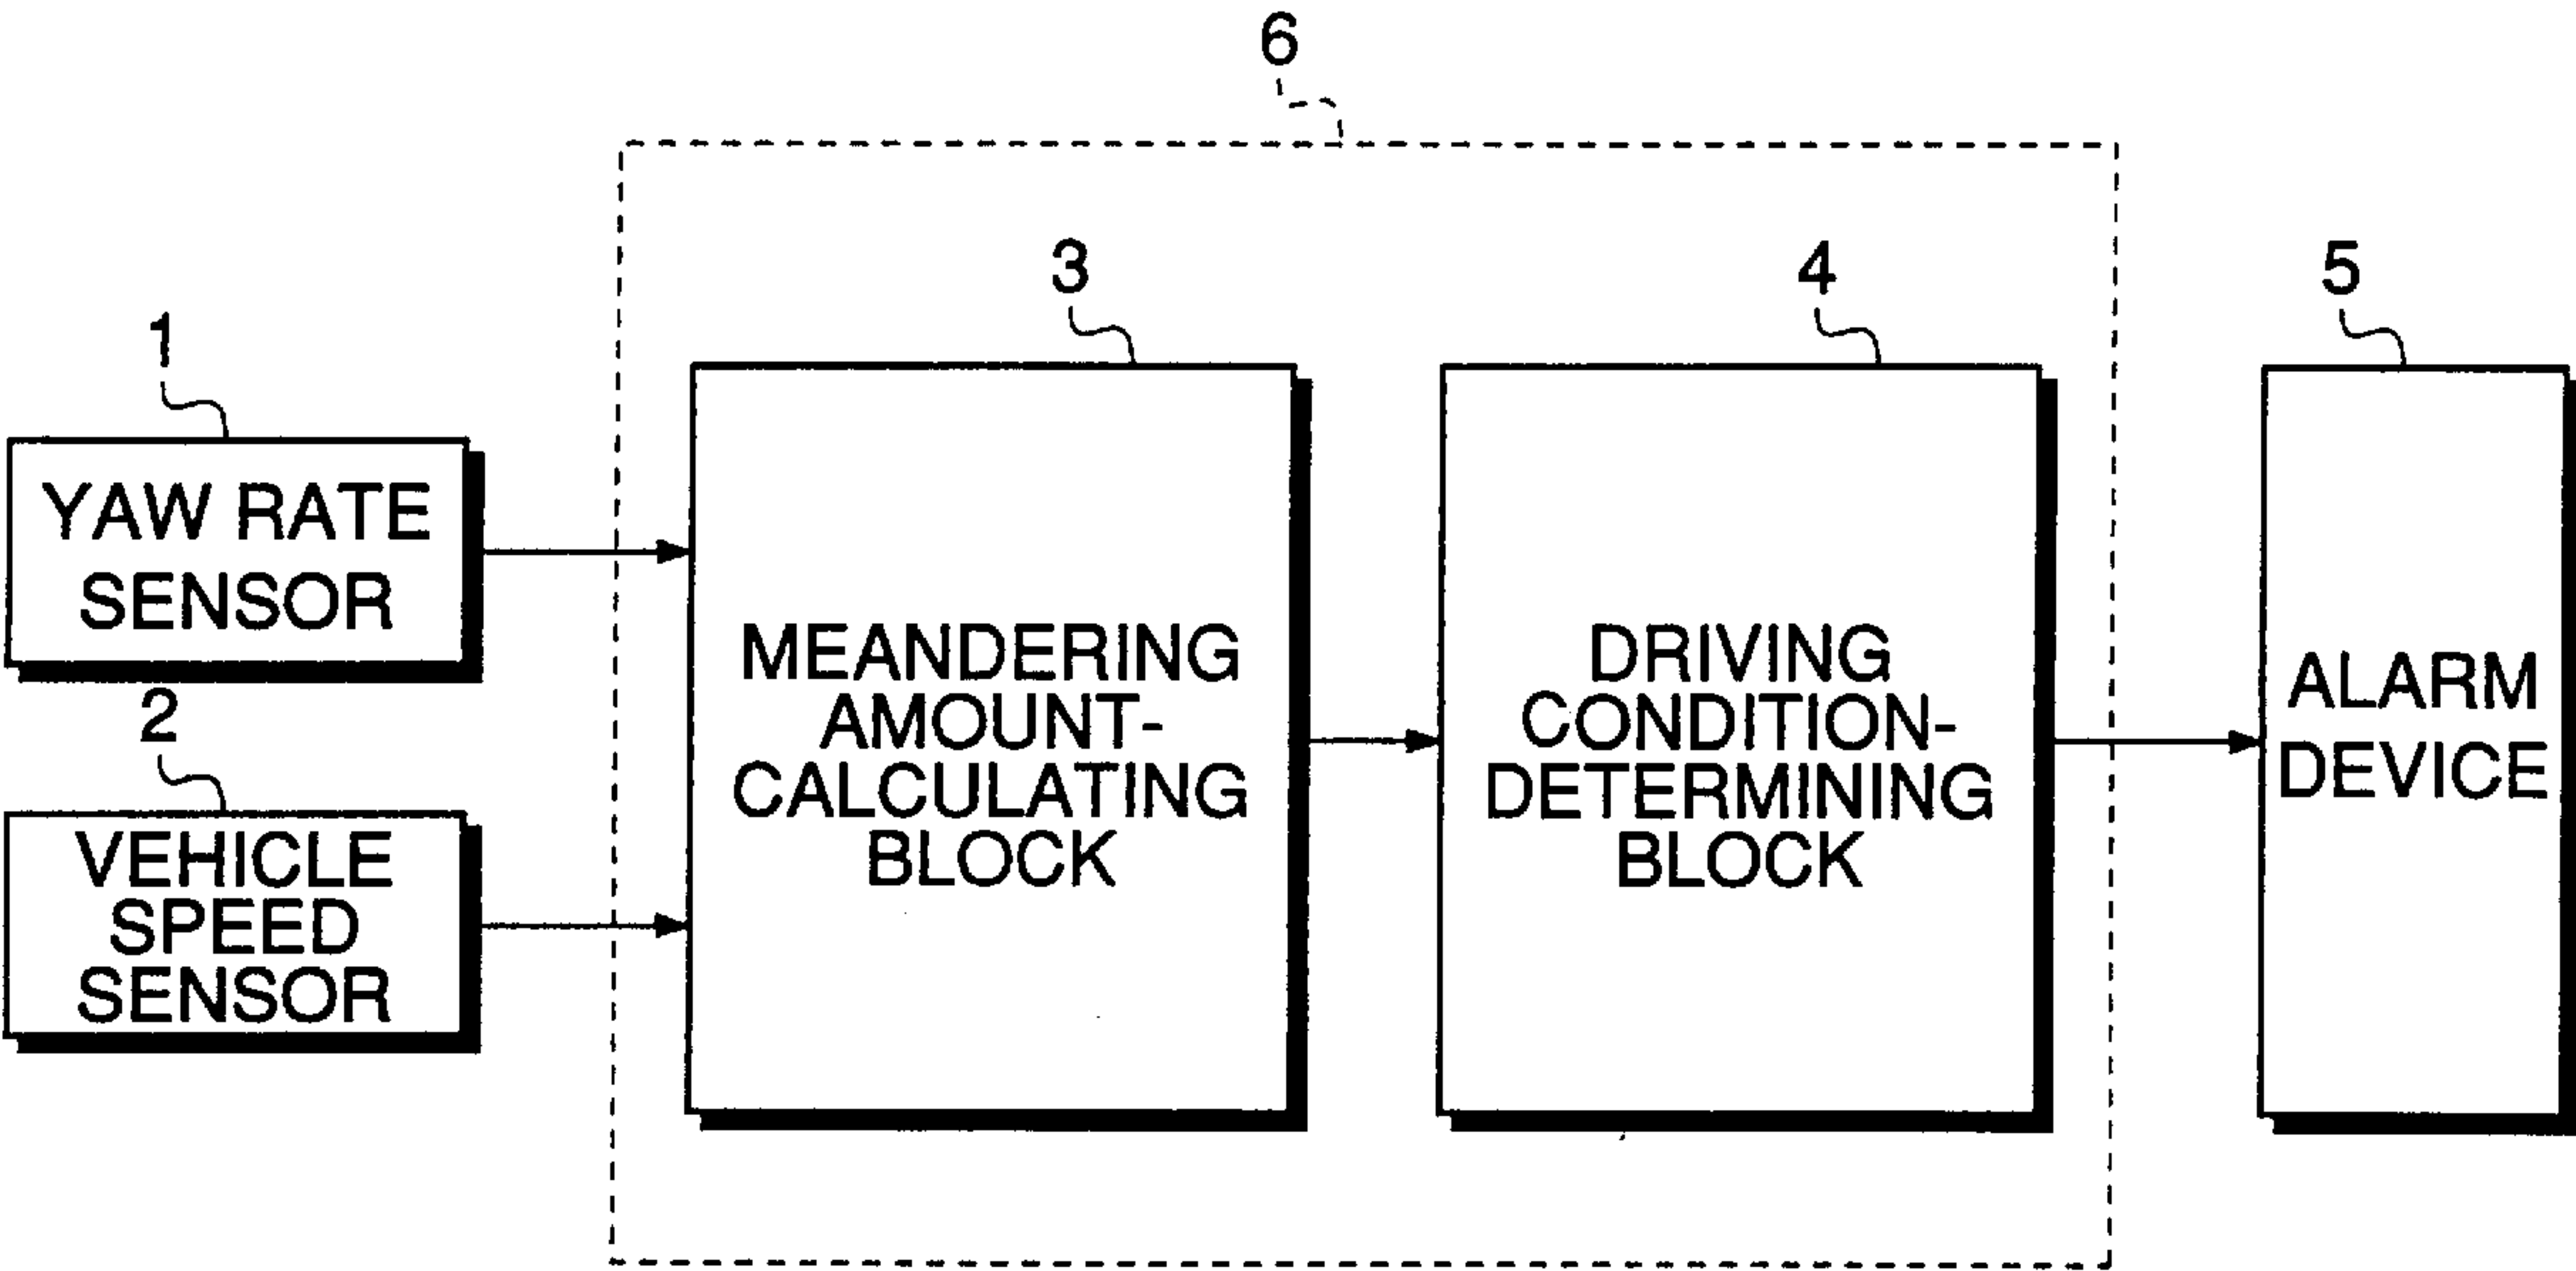 6
3
4
5
1
YAW RATE
SENSOR
2
VEHICLE
SPEED
SENSOR
MEANDERING
AMOUNT-
CALCULATING
BLOCK
DRIVING
CONDITION-
DETERMINING
BLOCK
ALARM
DEVICE